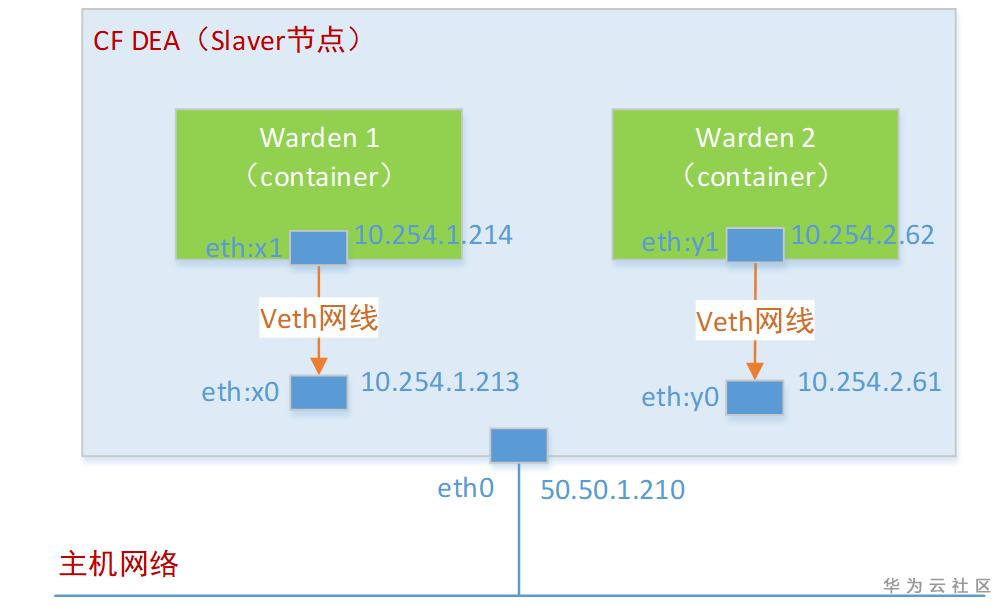 CF DEA（Slaver节点）
Warden 1
（container）
Warden 2
（container）
eth:x1
10.254.1.214
eth:y1
10.254.2.62
Veth网线
Veth网线
eth:x0
10.254.1.213
eth:y0
10.254.2.61
eth0
50.50.1.210
主机网络
华为云社区